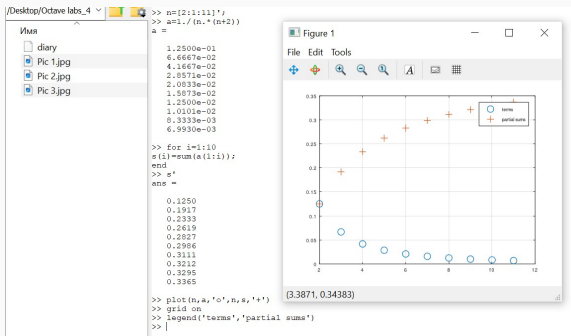 /Desktop/Octave labs_4
Имя
diary
Pic 1.jpg
Pic 2.jpg
Pic 3.jpg
>> n=[2:1:11]';
>> a=1./(n.*(n+2))
a =
1.2500e-01
6.6667e-02
4.1667e-02
2.8571e-02
2.0833e-02
1.5873e-02
1.2500e-02
1.0101e-02
8.3333e-03
6.9930e-03
>> for i=1:10
s(i)=sum(a(1:i));
end
>> s'
ans =
0.1250
0.1917
0.2333
0.2619
0.2827
0.2986
0.3111
0.3212
0.3295
0.3365
>> plot(n,a,'o',n,s,'+')
>> grid on
>> legend('terms','partial sums')
>>
Figure 1
File Edit Tools
A
0.35
0.3
0.25
0.2
0.15
0.1
0.05
0
2 4 6 8 10 12
terms
partial sums
(3.3871, 0.34383)